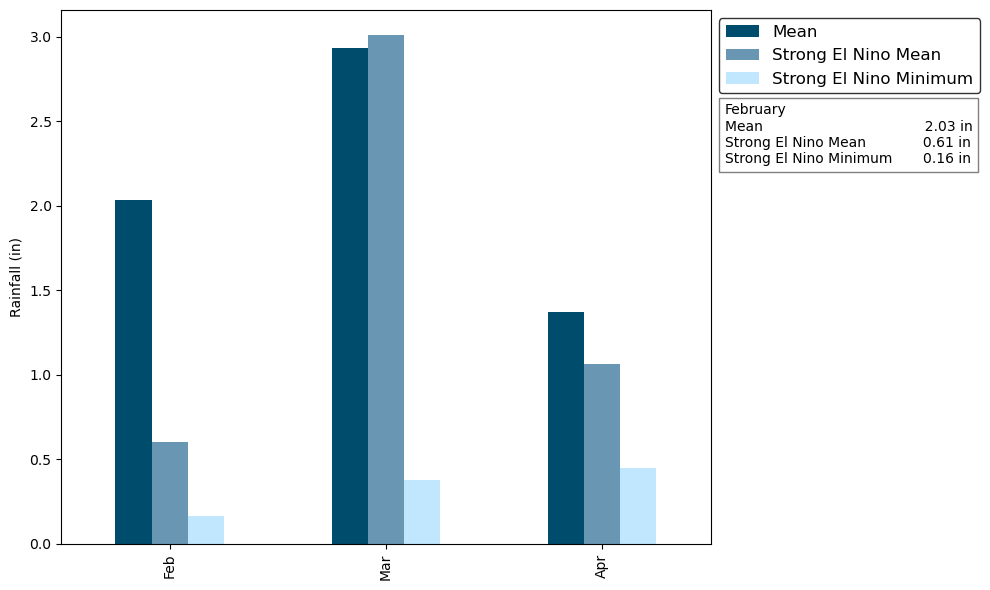 3.0
2.5
2.0
1.5
1.0
0.5
0.0
Rainfall (in)
Feb
Mar
Apr
Mean
Strong El Nino Mean
Strong El Nino Minimum
February
Mean 2.03 in
Strong El Nino Mean 0.61 in
Strong El Nino Minimum 0.16 in